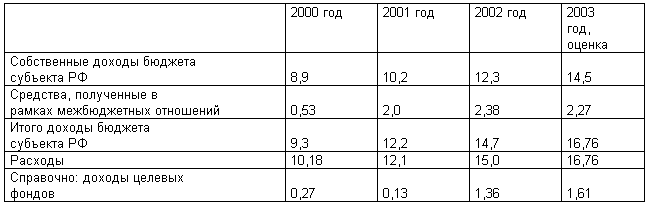 2000 год 2001 год 2002 год 2003
год,
оценка
Собственные доходы бюджета
субъекта РФ 8,9 10,2 12,3 14,5
Средства, полученные в
рамках межбюджетных отношений 0,53 2,0 2,38 2,27
Итого доходы бюджета
субъекта РФ 9,3 12,2 14,7 16,76
Расходы 10,18 12,1 15,0 16,76
Справочно: доходы целевых
фондов 0,27 0,13 1,36 1,61